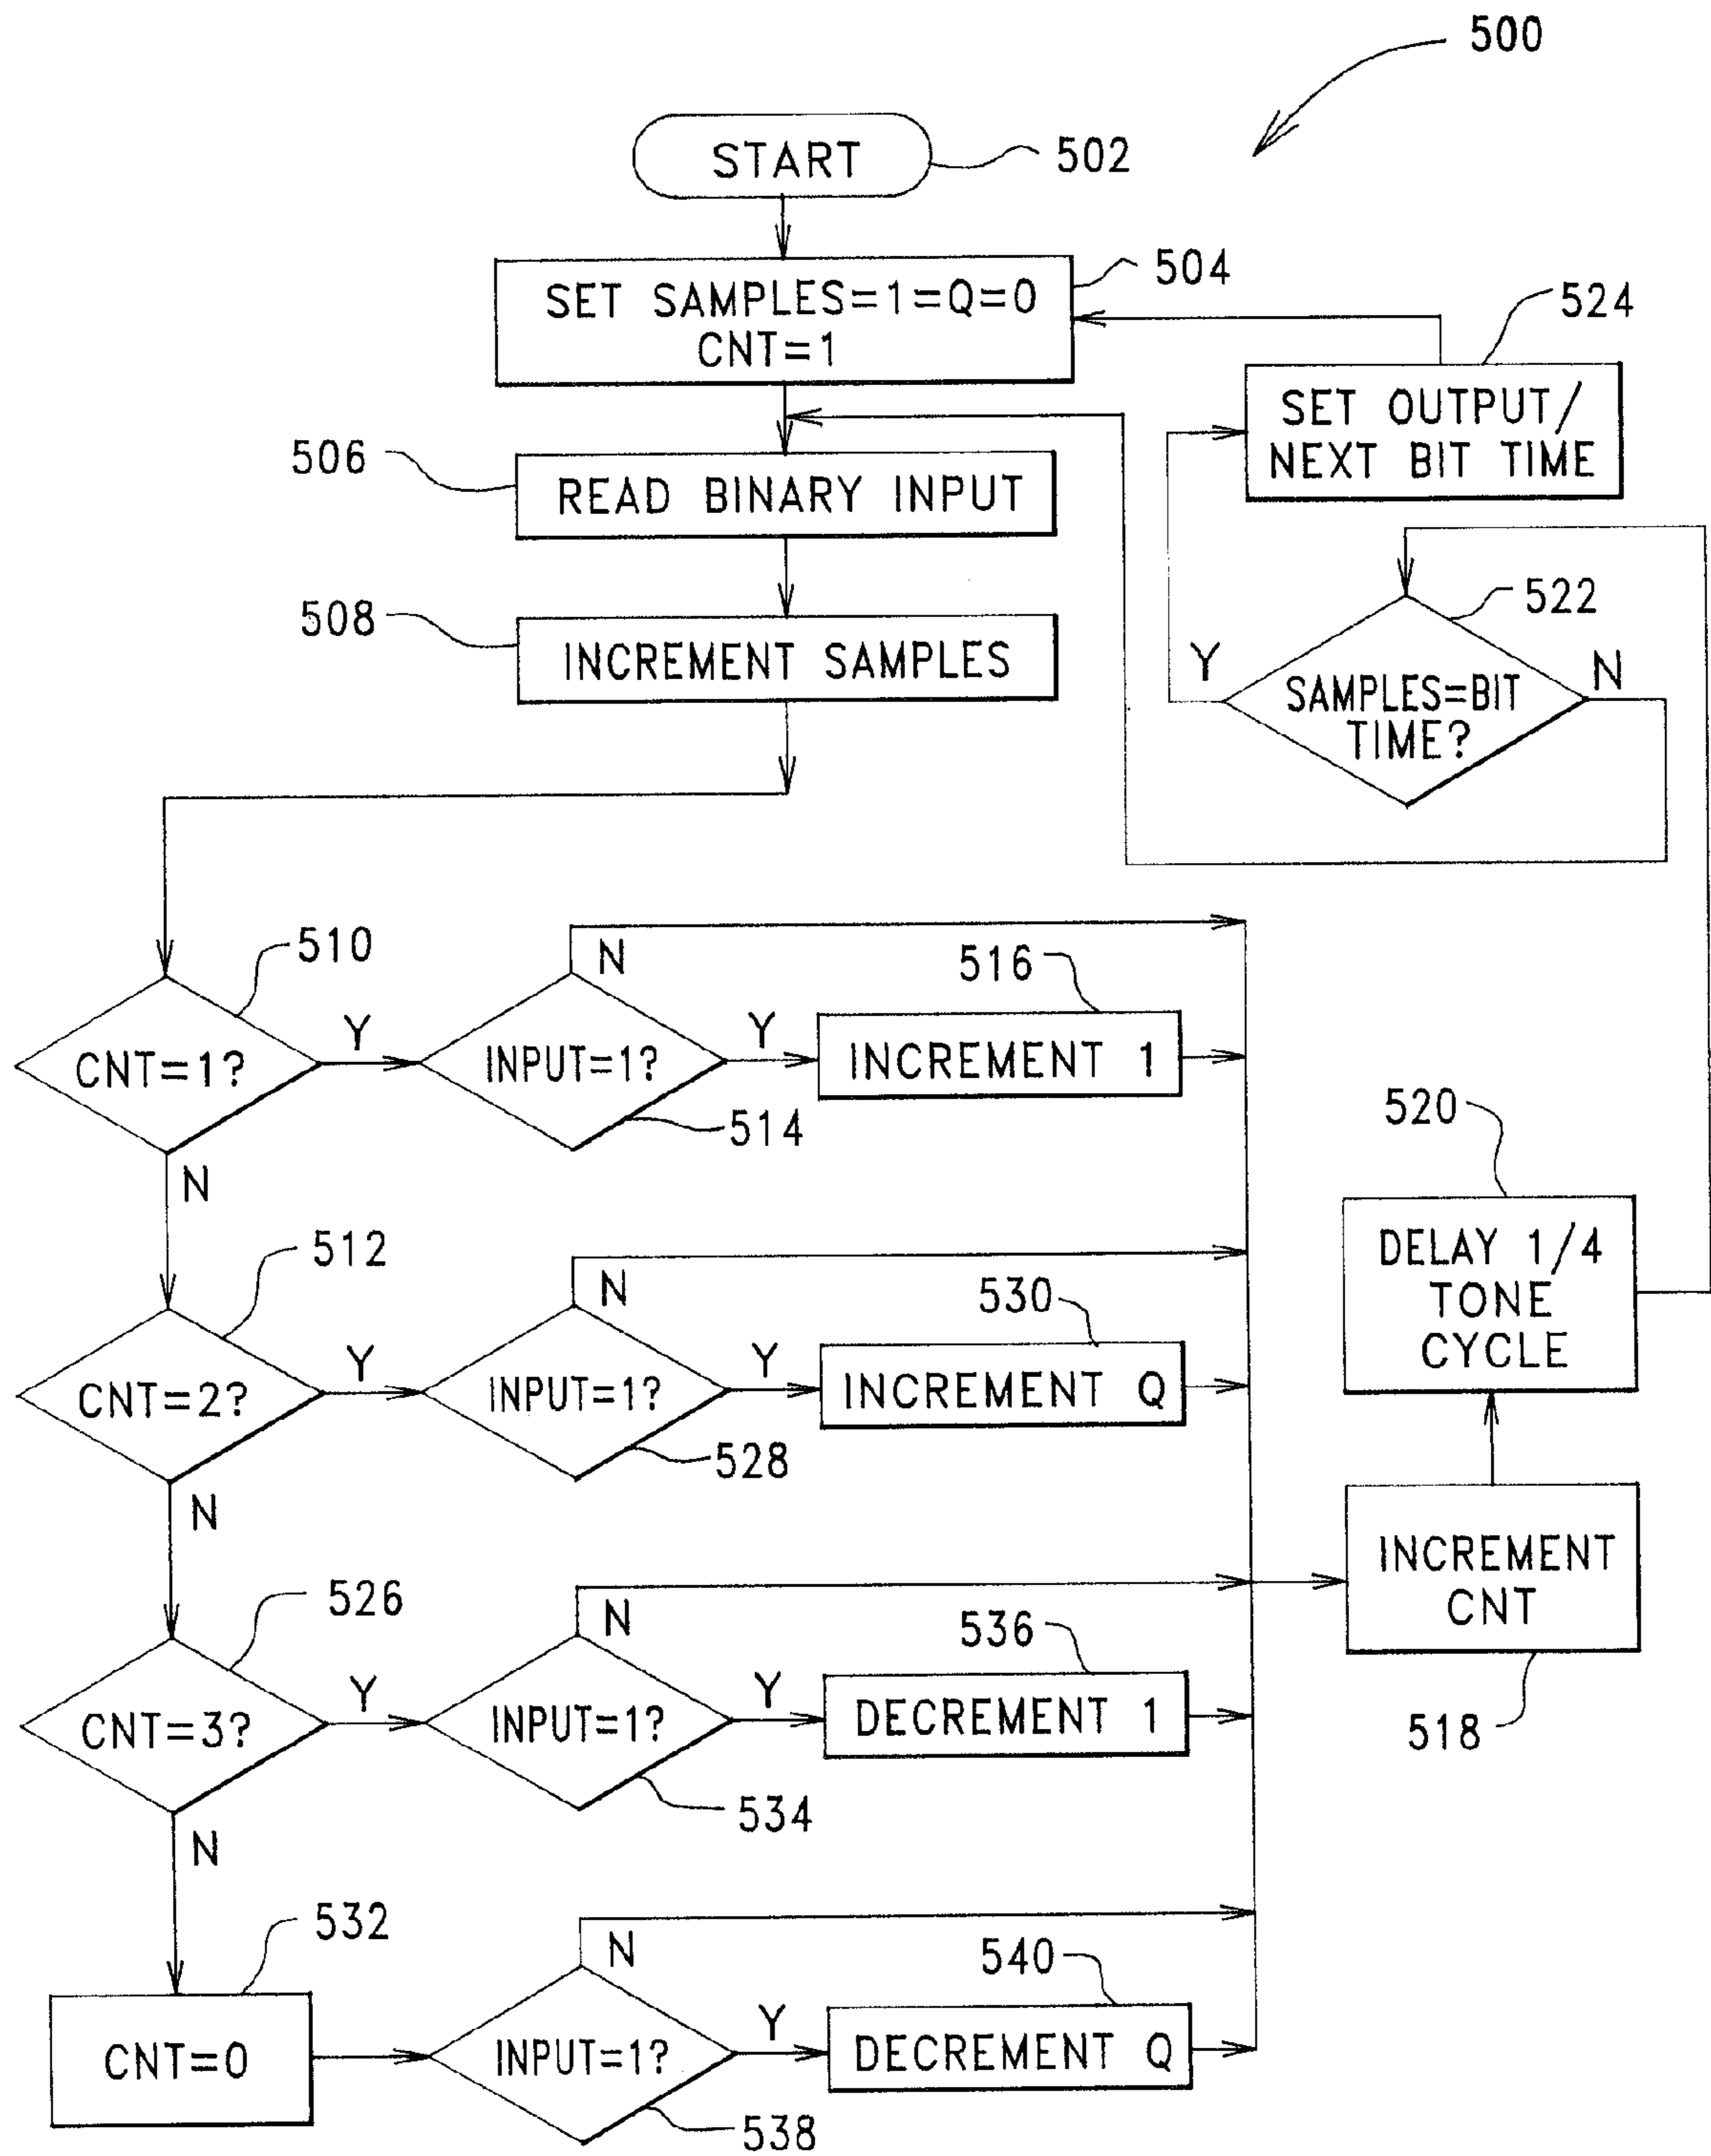 500
START
502
SET SAMPLES=1=Q=0
CNT=1
504
524
SET OUTPUT/
NEXT BIT TIME
506
READ BINARY INPUT
508
INCREMENT SAMPLES
522
Y
N
SAMPLES=BIT
TIME?
510
CNT=1?
Y
N
N
INPUT=1?
Y
514
516
INCREMENT 1
512
CNT=2?
Y
N
N
INPUT=1?
Y
528
530
INCREMENT Q
520
DELAY 1/4
TONE
CYCLE
INCREMENT
CNT
518
526
CNT=3?
Y
N
N
INPUT=1?
Y
534
536
DECREMENT 1
532
CNT=0
N
INPUT=1?
Y
538
540
DECREMENT Q